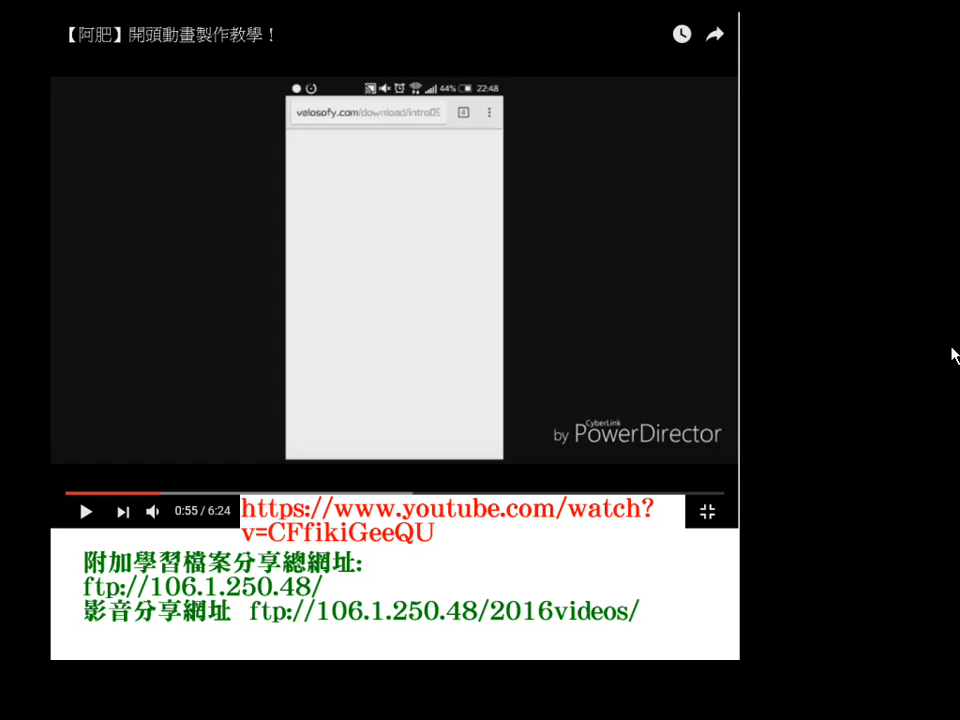 【阿肥】開頭動畫製作教學！
44% 22:48
velosofy.com/download/intro09
4
CyberLink
by PowerDirector
0:55 / 6:24
https://www.youtube.com/watch?
v=CFfikiGeeQU
附加學習檔案分享總網址:
ftp://106.1.250.48/
影音分享網址 ftp://106.1.250.48/2016videos/